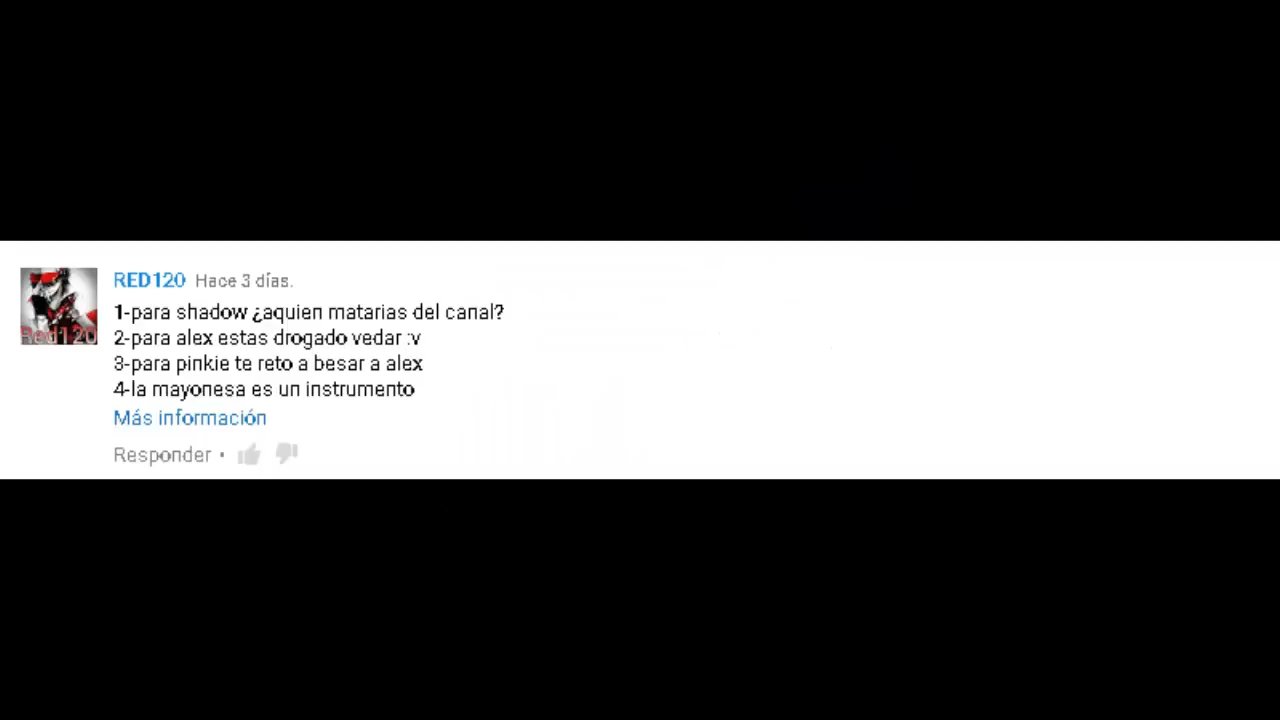 Red120
RED120 Hace 3 días.
1-para shadow ¿aquien matarias del canal?
2-para alex estas drogado vedar :v
3-para pinkie te reto a besar a alex
4-la mayonesa es un instrumento
Más información
Responder •